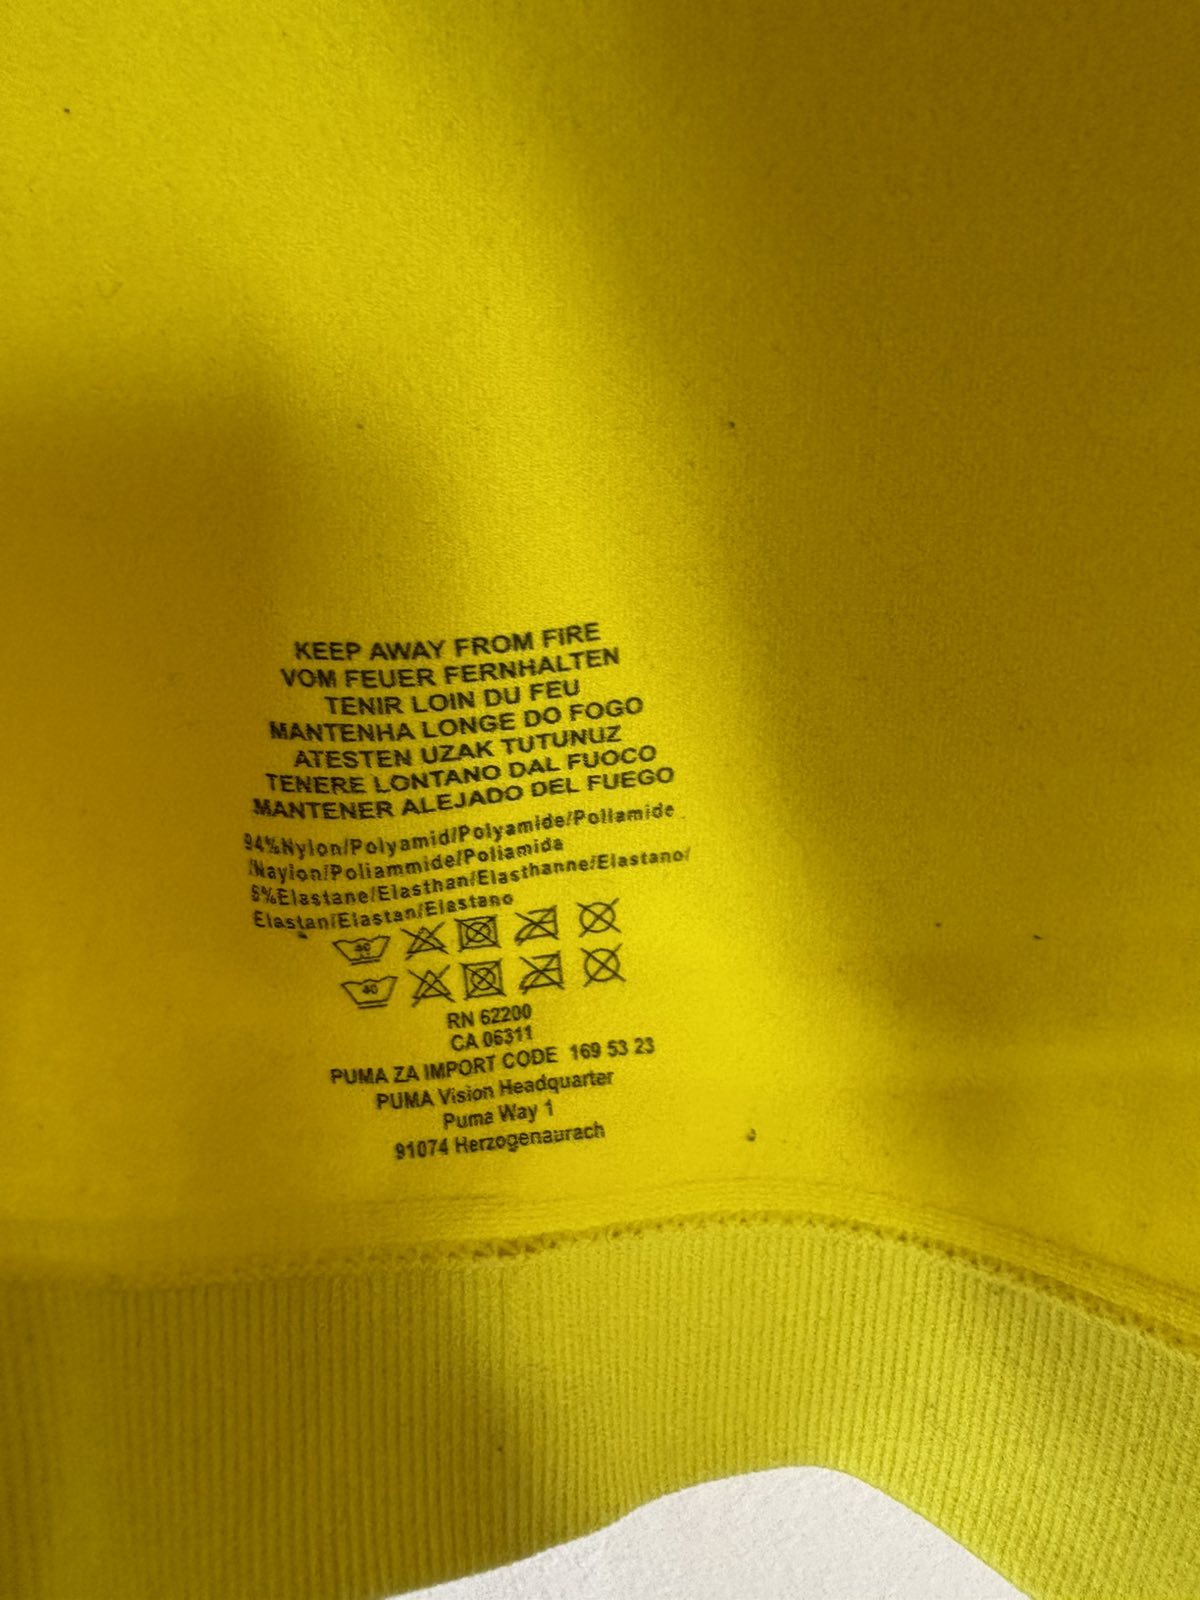 KEEP AWAY FROM FIRE
VOM FEUER FERNHALTEN
TENIR LOIN DU FEU
MANTENHA LONGE DO FOGO
ATESTEN UZAK TUTUNUZ
TENERE LONTANO DAL FUOCO
MANTENER ALEJADO DEL FUEGO
94%Nylon/Polyamid/Polyamide/Poliamide
/Naylon/Poliammide/Poliamida
6%Elastane/Elasthan/Elasthanne/Elastano/
Elastan/Elastan/Elastano
40
40
RN 62200
CA 06311
PUMA ZA IMPORT CODE 169 53 23
PUMA Vision Headquarter
Puma Way 1
91074 Herzogenaurach